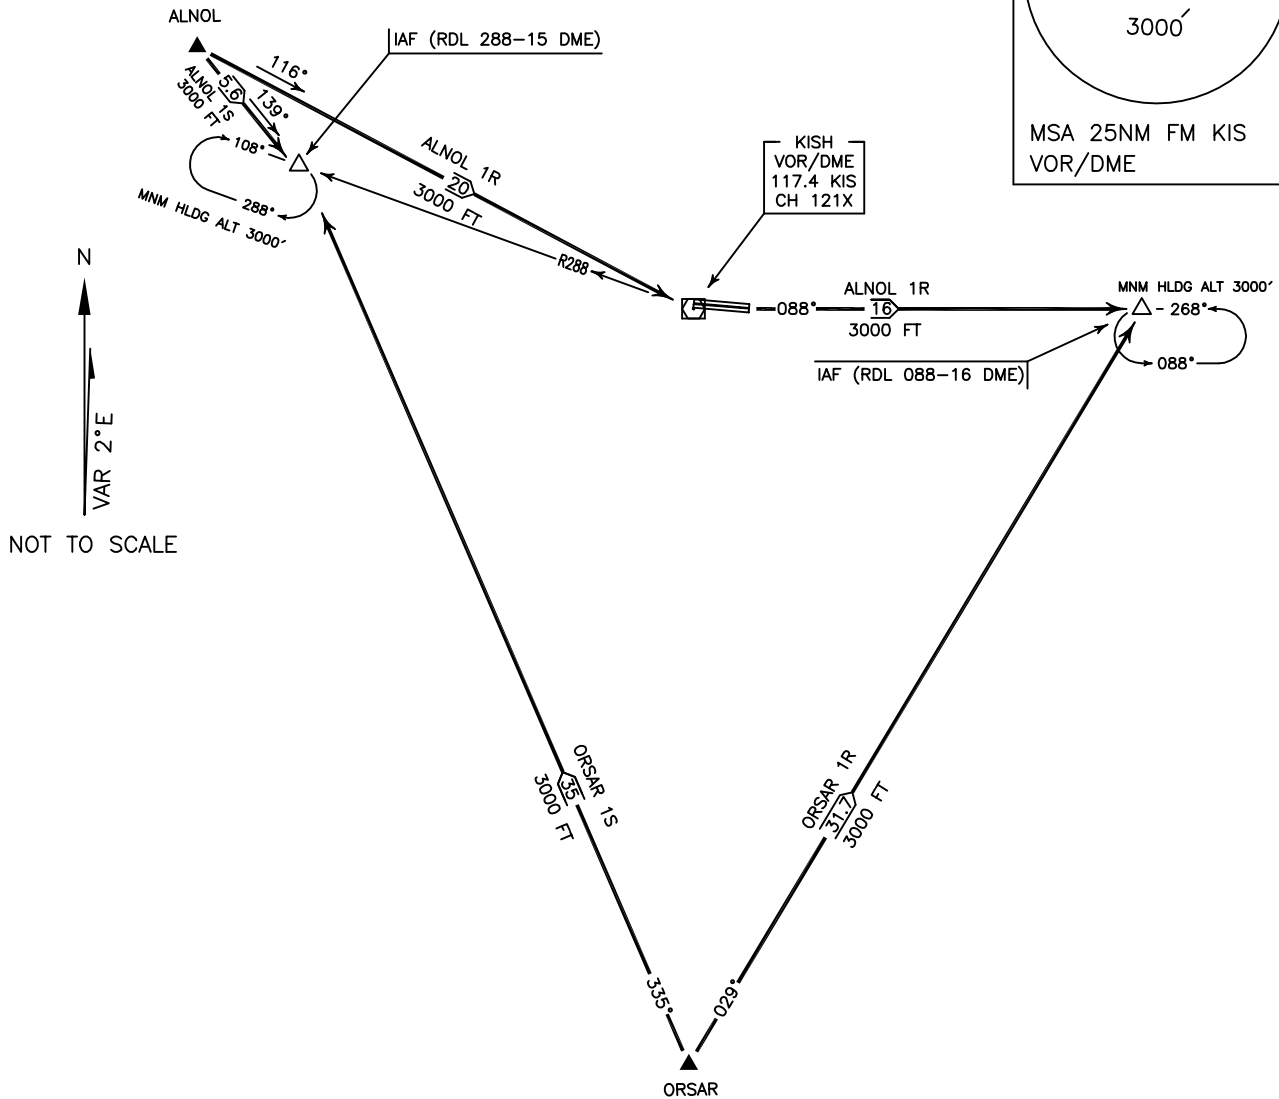 ALNOL
IAF (RDL 288-15 DME)
3000′
MSA 25NM FM KIS
VOR/DME
116°
5.6
139°
ALNOL 1S
3000 FT
108°
288°
MNM HLDG ALT 3000′
ALNOL 1R
20
3000 FT
R288
KISH
VOR/DME
117.4 KIS
CH 121X
N
VAR 2°E
NOT TO SCALE
088°
ALNOL 1R
16
3000 FT
MNM HLDG ALT 3000′
268°
088°
IAF (RDL 088-16 DME)
ORSAR 1S
35
3000 FT
ORSAR 1R
31.7
3000 FT
335°
029°
ORSAR